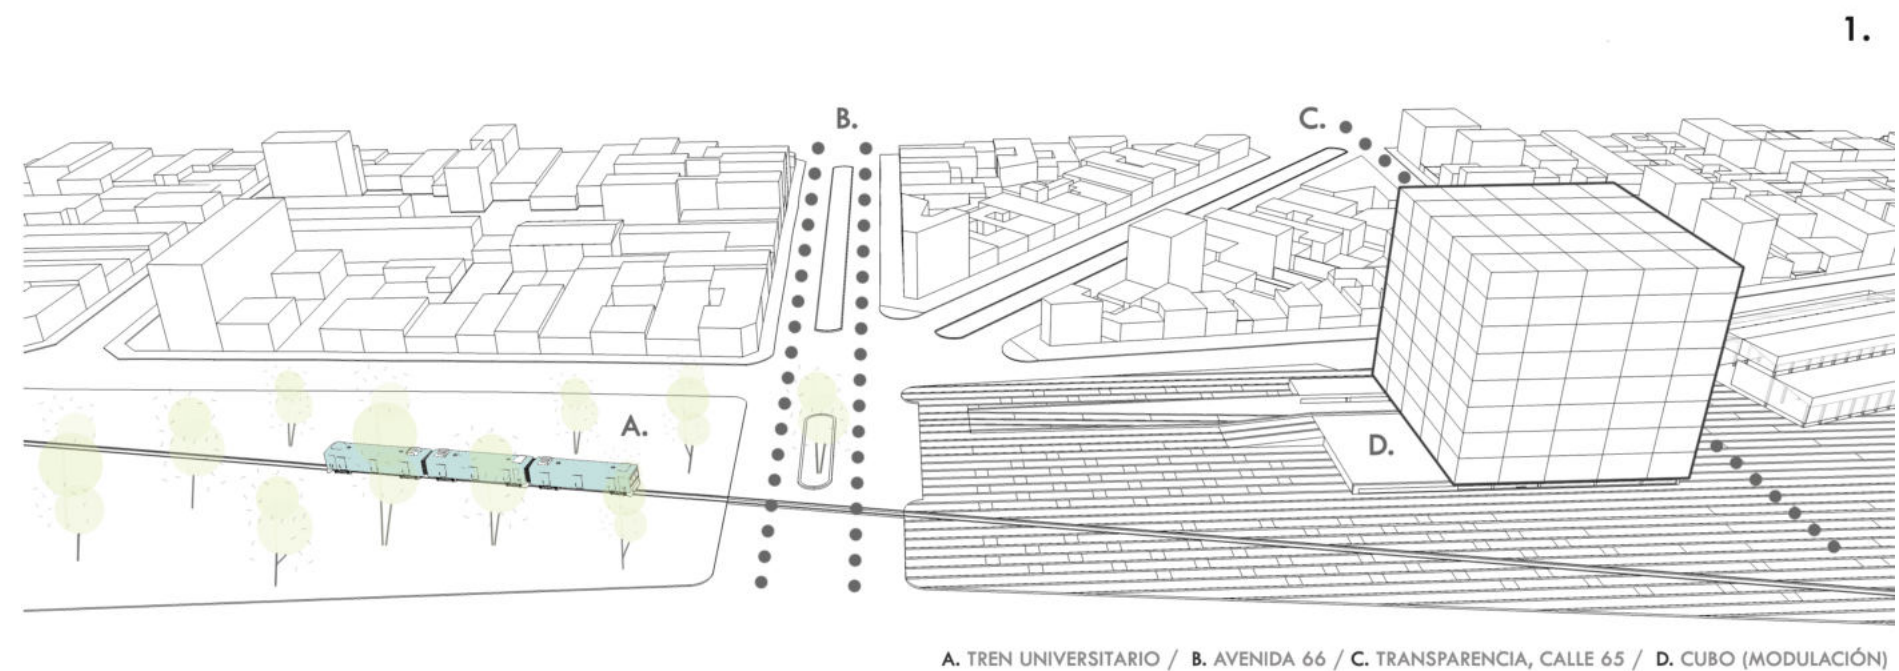 1.
B.
C.
A.
D.
A. TREN UNIVERSITARIO / B. AVENIDA 66 / C. TRANSPARENCIA, CALLE 65 / D. CUBO (MODULACIÓN)